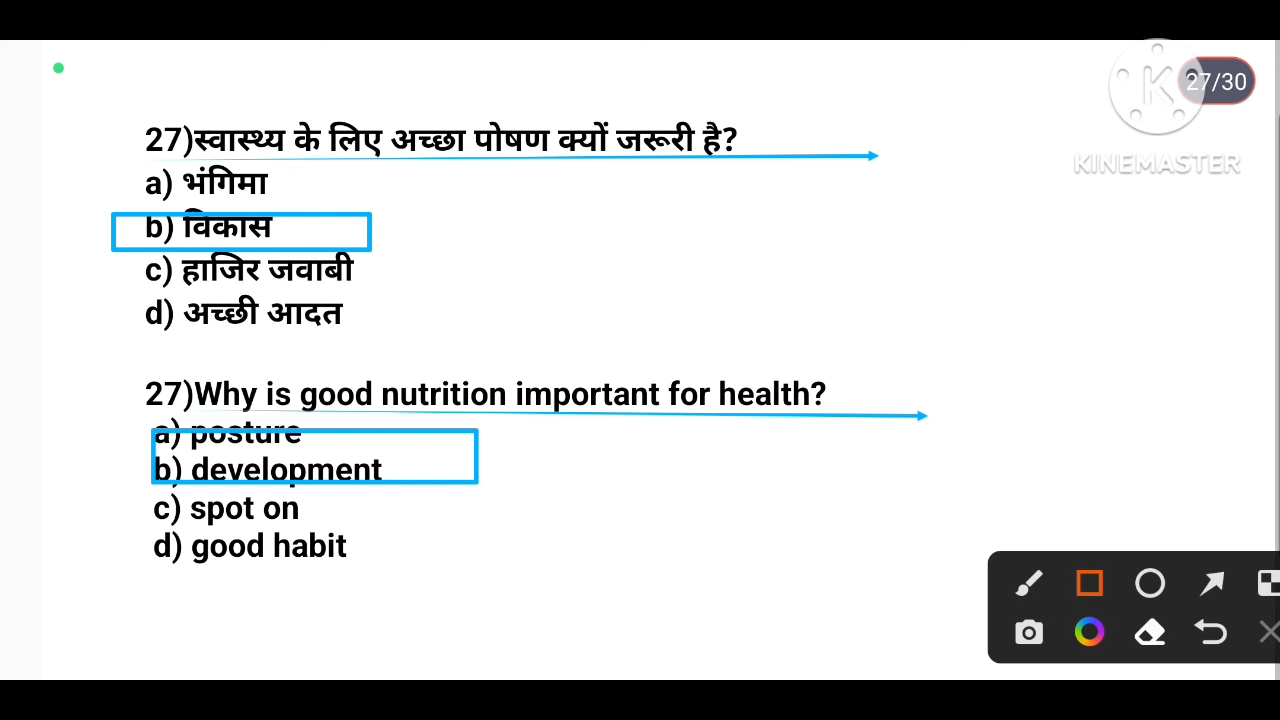 27/30
KINEMASTER
27)स्वास्थ्य के लिए अच्छा पोषण क्यों जरूरी है?
a) भंगिमा
b) विकास
c) हाजिर जवाबी
d) अच्छी आदत
27)Why is good nutrition important for health?
a) posture
b) development
c) spot on
d) good habit